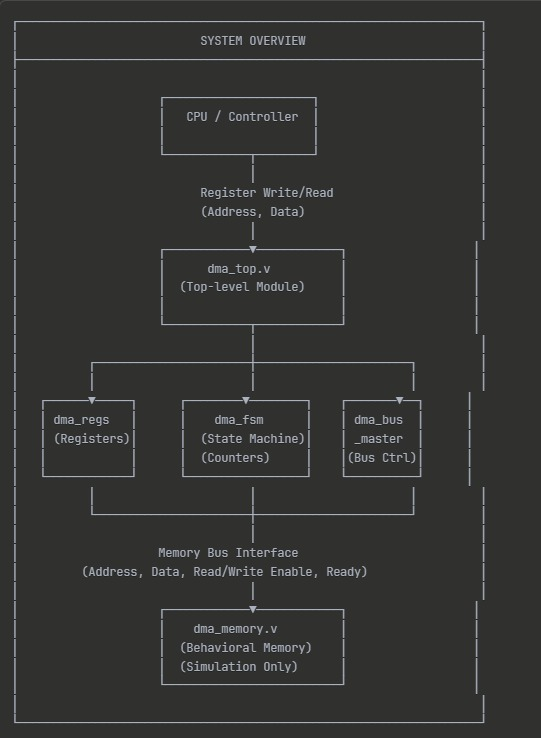 SYSTEM OVERVIEW
CPU / Controller
Register Write/Read
(Address, Data)
dma_top.v
(Top-level Module)
dma_regs dma_fsm dma_bus
(Registers) (State Machine) _master
(Counters) (Bus Ctrl)
Memory Bus Interface
(Address, Data, Read/Write Enable, Ready)
dma_memory.v
(Behavioral Memory)
(Simulation Only)